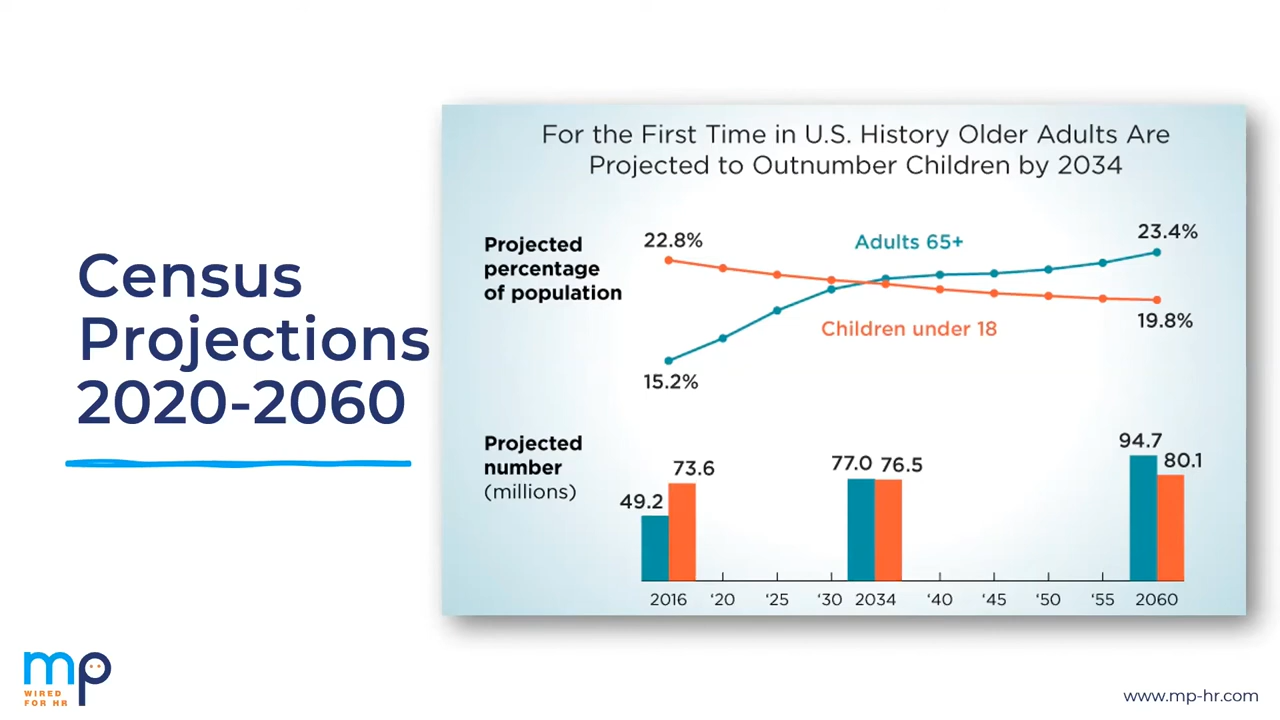 Census
Projections
2020-2060
For the First Time in U.S. History Older Adults Are
Projected to Outnumber Children by 2034
Projected
percentage
of population
22.8%
Adults 65+
23.4%
Children under 18
19.8%
15.2%
Projected
number
(millions)
49.2
73.6
77.0
76.5
94.7
80.1
2016 ‘20 ‘25 ‘30 2034 ‘40 ‘45 ‘50 ‘55 2060
mp
WIRED
FOR HR
www.mp-hr.com